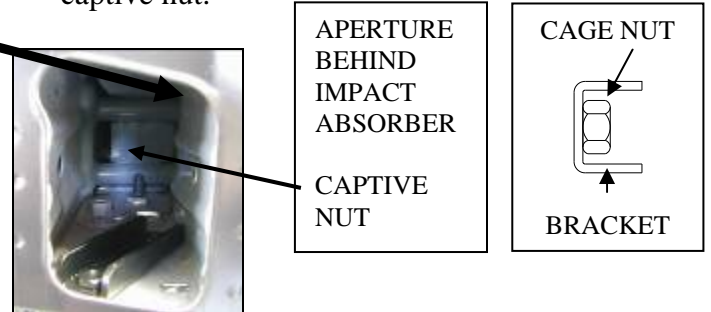 captive nut.
APERTURE
BEHIND
IMPACT
ABSORBER
CAPTIVE
NUT
CAGE NUT
BRACKET